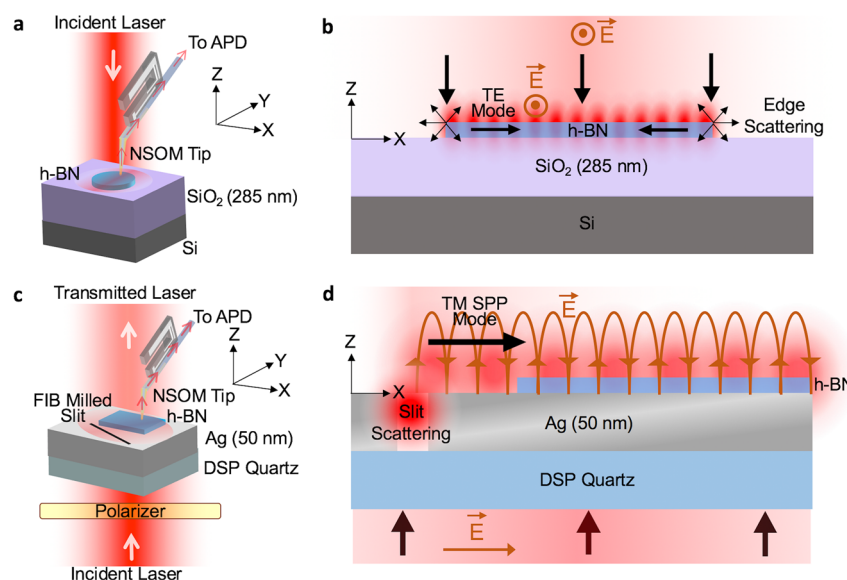 a
Incident Laser
To APD
Z
Y
X
NSOM Tip
h-BN
SiO₂ (285 nm)
Si
b
E
E
Z
TE
Mode
h-BN
Edge
Scattering
X
SiO₂ (285 nm)
Si
c
Transmitted Laser
To APD
Z
Y
X
NSOM Tip
FIB Milled
Slit
h-BN
Ag (50 nm)
DSP Quartz
Polarizer
Incident Laser
d
TM SPP
Mode
E
Z
h-BN
X
Slit
Scattering
Ag (50 nm)
DSP Quartz
E